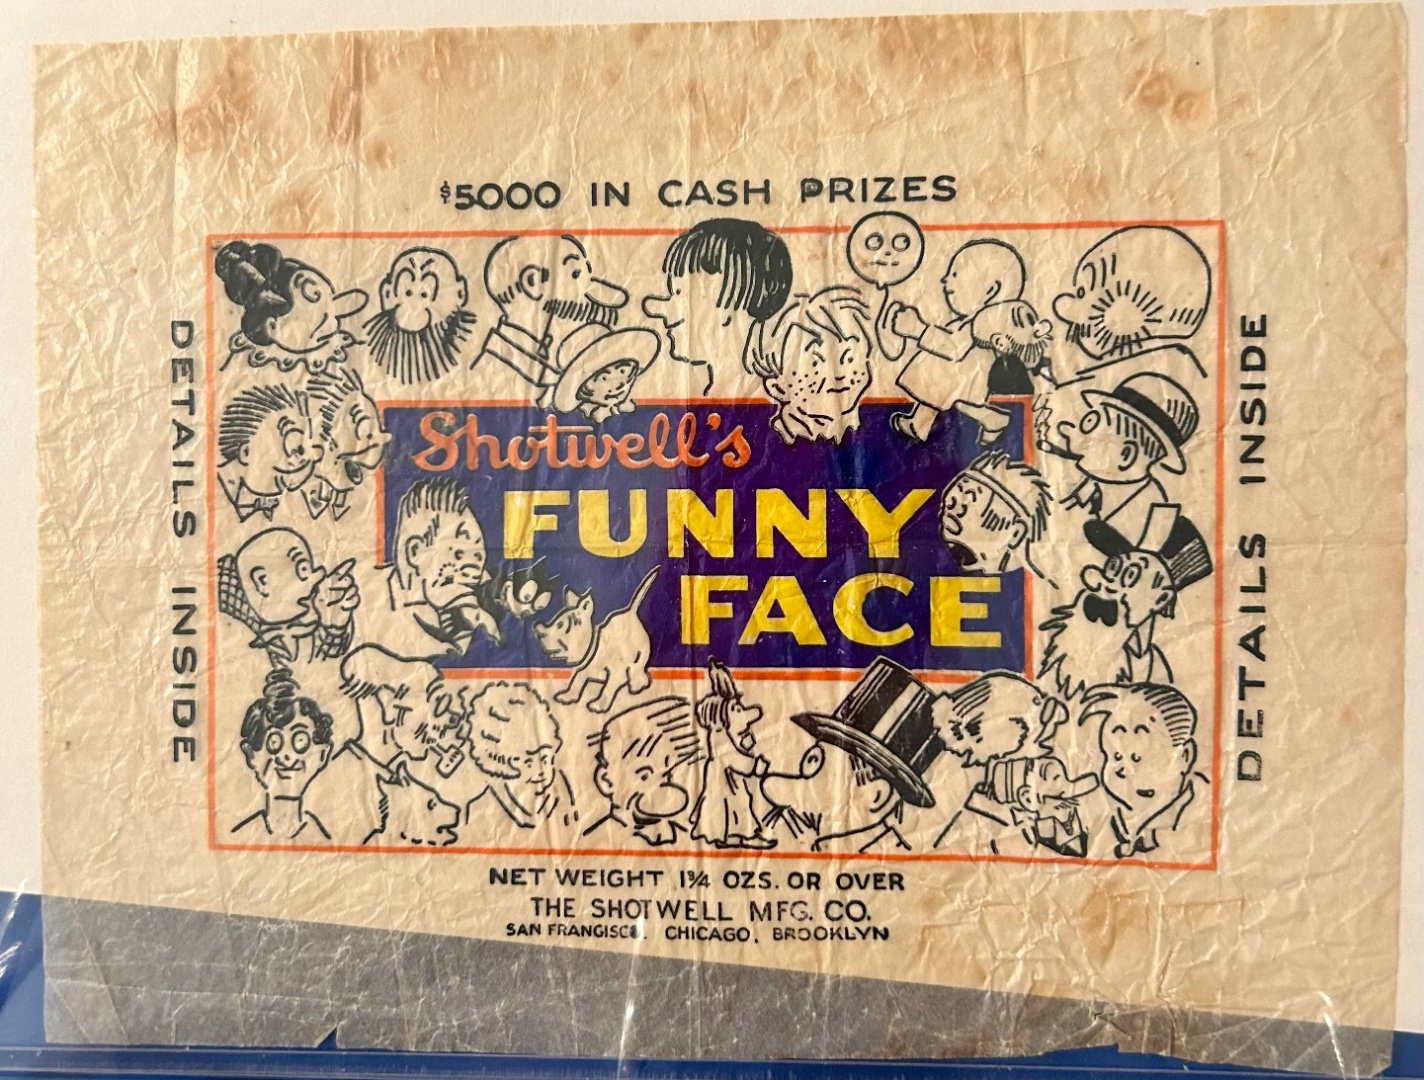 $5000 IN CASH PRIZES
DETAILS INSIDE
Shotwell's
FUNNY
FACE
DETAILS INSIDE
NET WEIGHT 1¾ OZS. OR OVER
THE SHOTWELL MFG. CO.
SAN FRANCISCO. CHICAGO, BROOKLYN